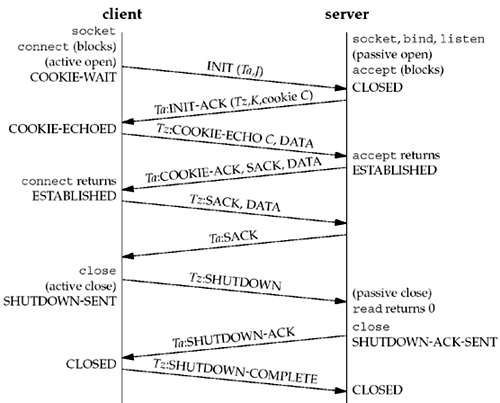 client server
socket
connect (blocks)
(active open)
COOKIE-WAIT
socket, bind, listen
(passive open)
accept (blocks)
CLOSED
INIT (Ta,J)
Ta:INIT-ACK (Tz,K,cookie C)
COOKIE-ECHOED
Tz:COOKIE-ECHO C, DATA
accept returns
ESTABLISHED
Ta:COOKIE-ACK, SACK, DATA
connect returns
ESTABLISHED
Tz:SACK, DATA
Ta:SACK
close
(active close)
SHUTDOWN-SENT
Tz:SHUTDOWN
(passive close)
read returns 0
close
SHUTDOWN-ACK-SENT
Ta:SHUTDOWN-ACK
CLOSED
Tz:SHUTDOWN-COMPLETE
CLOSED